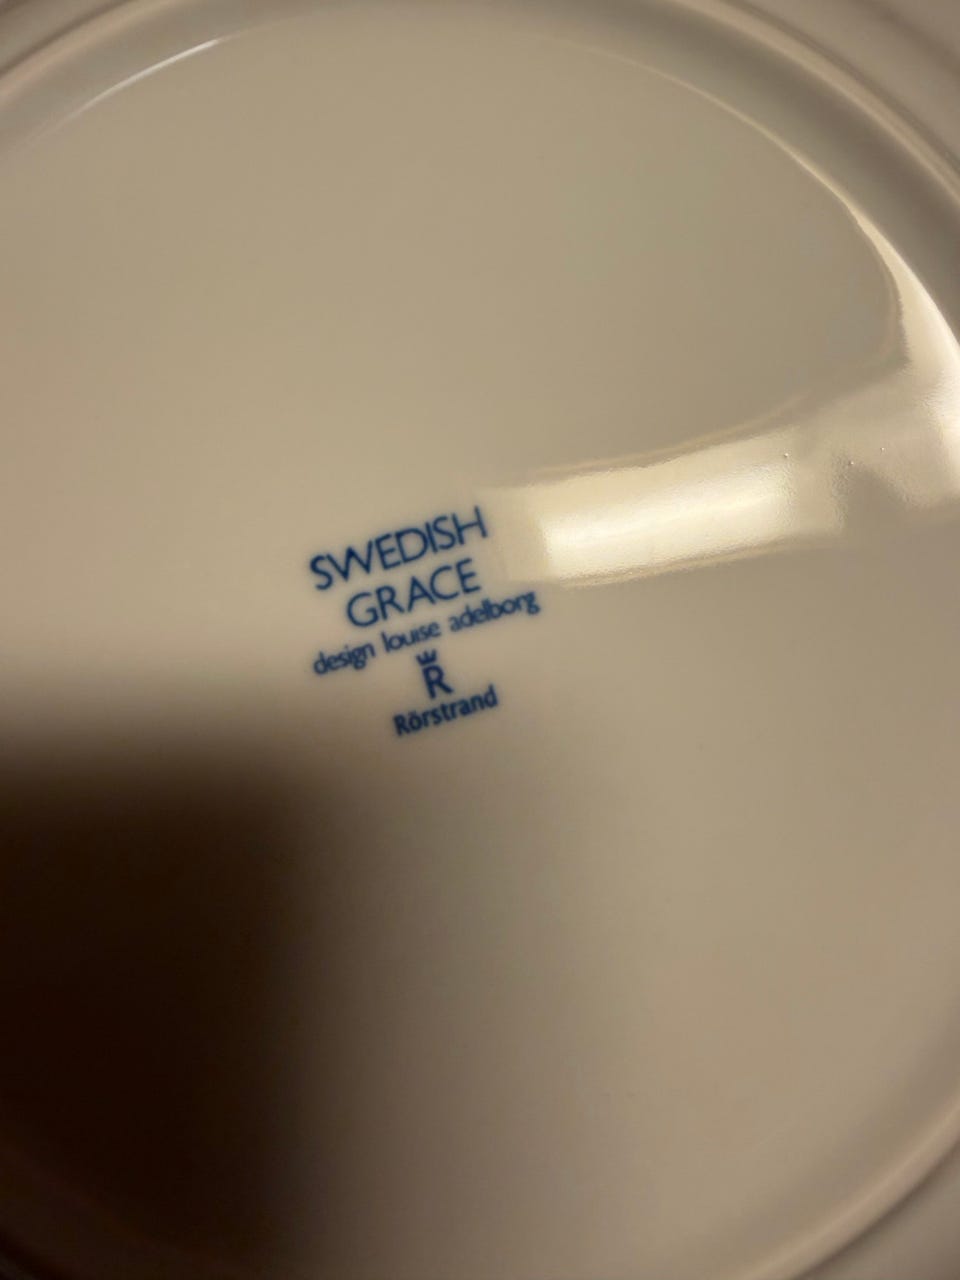 SWEDISH
GRACE
design louise adelborg
R
Rörstrand